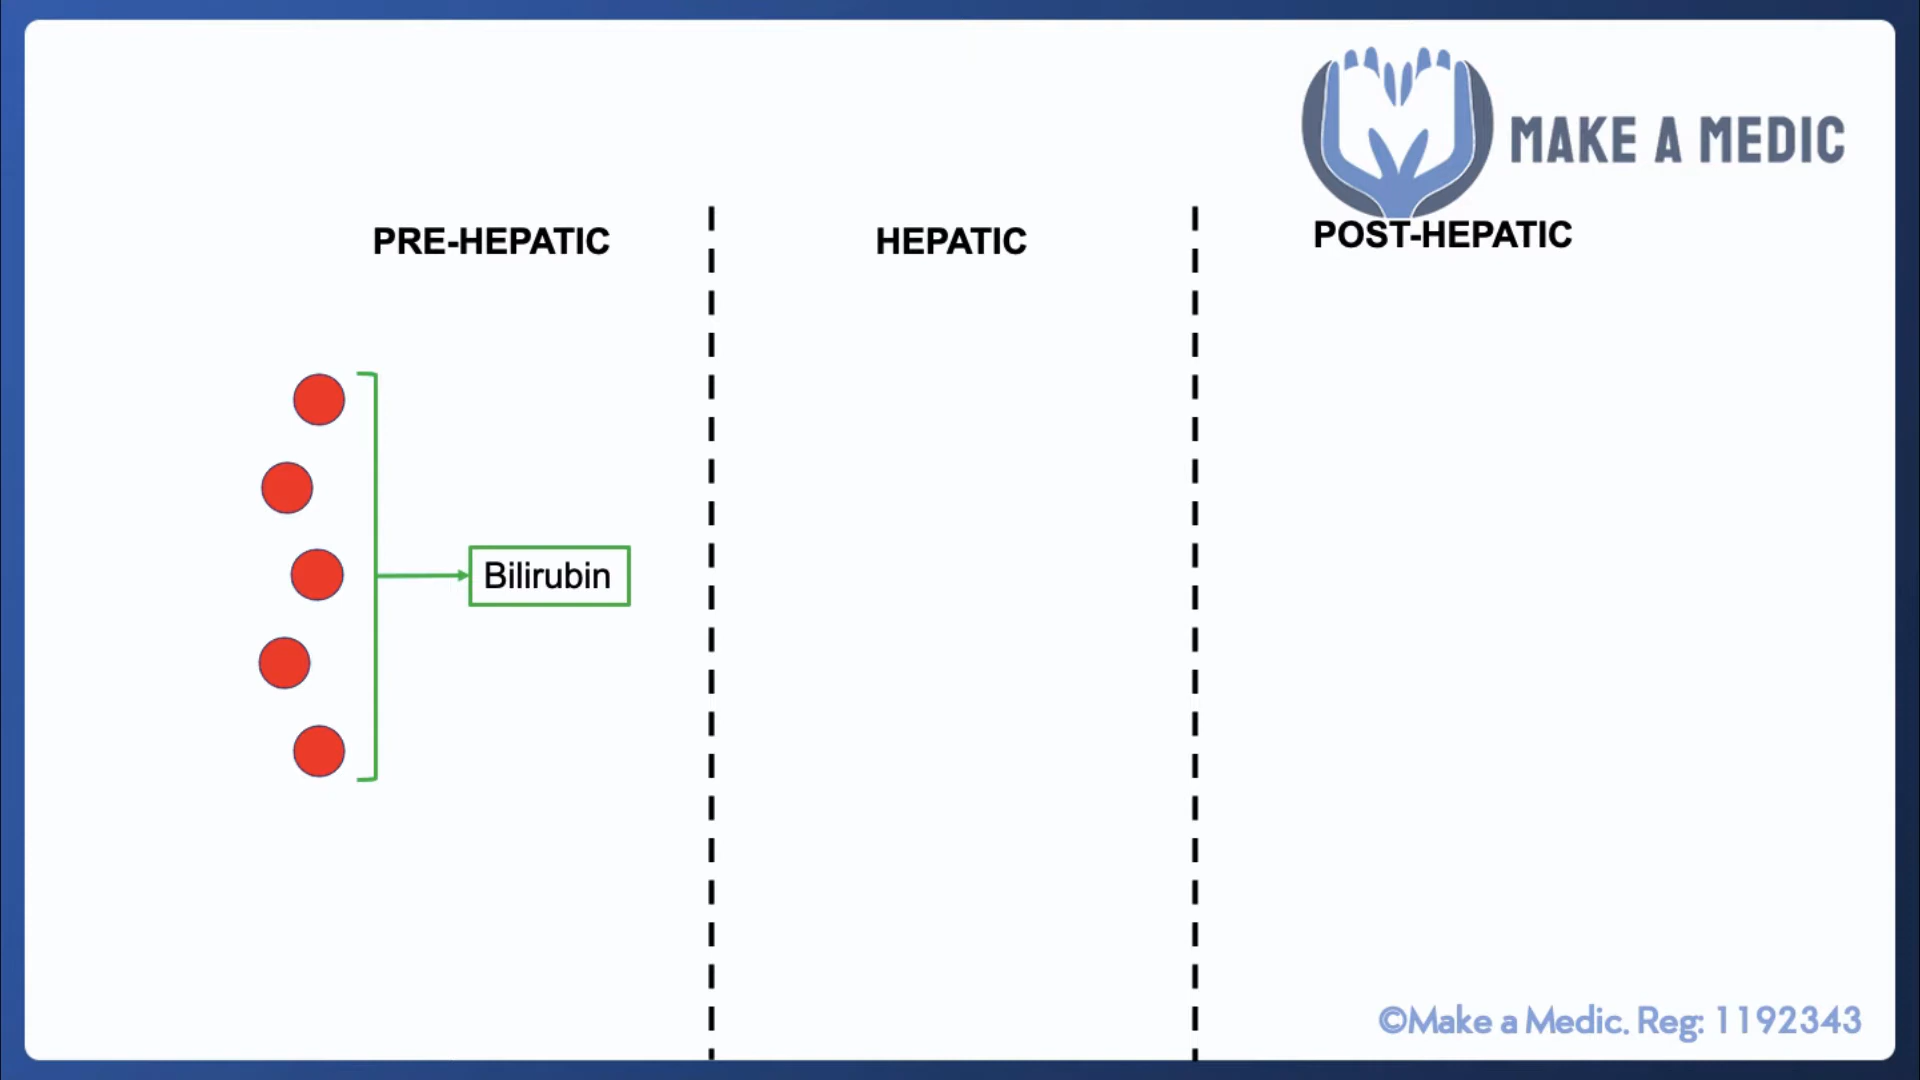 MAKE A MEDIC
PRE-HEPATIC
HEPATIC
POST-HEPATIC
Bilirubin
©Make a Medic. Reg: 1192343